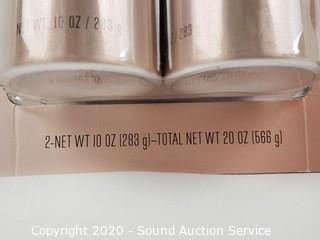 NET WT 10 OZ / 283 g
283 g
2-NET WT 10 OZ (283 g)-TOTAL NET WT 20 OZ (566 g)
Copyright 2020 - Sound Auction Service